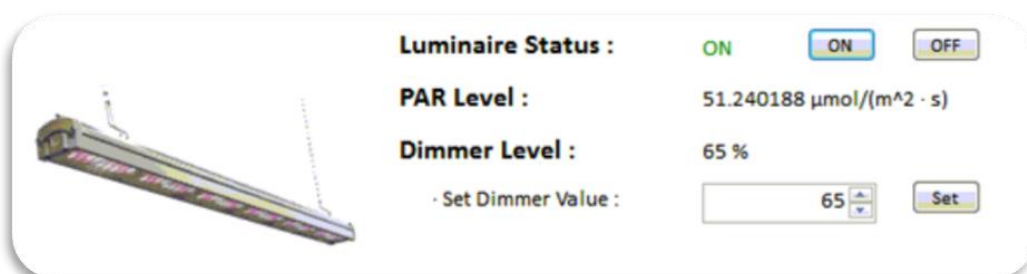 Luminaire Status : ON ON OFF
PAR Level : 51.240188 µmol/(m^2 · s)
Dimmer Level : 65 %
· Set Dimmer Value : 65 Set